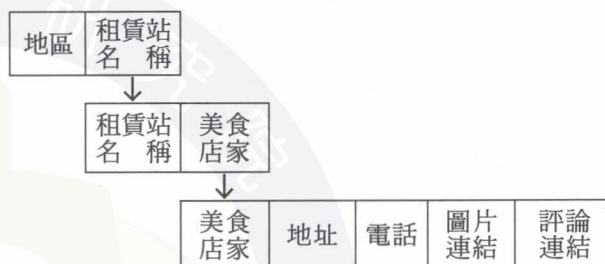 地區 租賃站
名 稱
租賃站 美食
名 稱 店家
美食 地址 電話 圖片 評論
店家 連結 連結